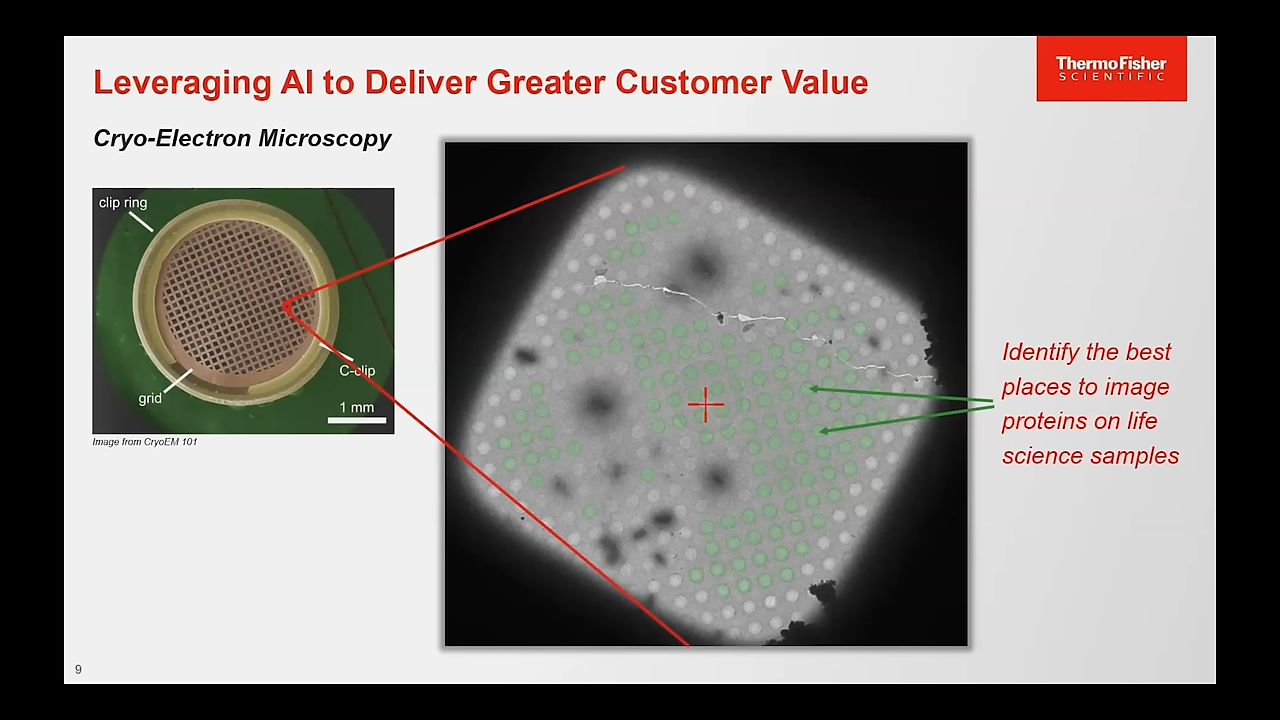 Leveraging AI to Deliver Greater Customer Value
ThermoFisher
SCIENTIFIC
Cryo-Electron Microscopy
clip ring
C-clip
grid
1 mm
Image from CryoEM 101
Identify the best
places to image
proteins on life
science samples
9